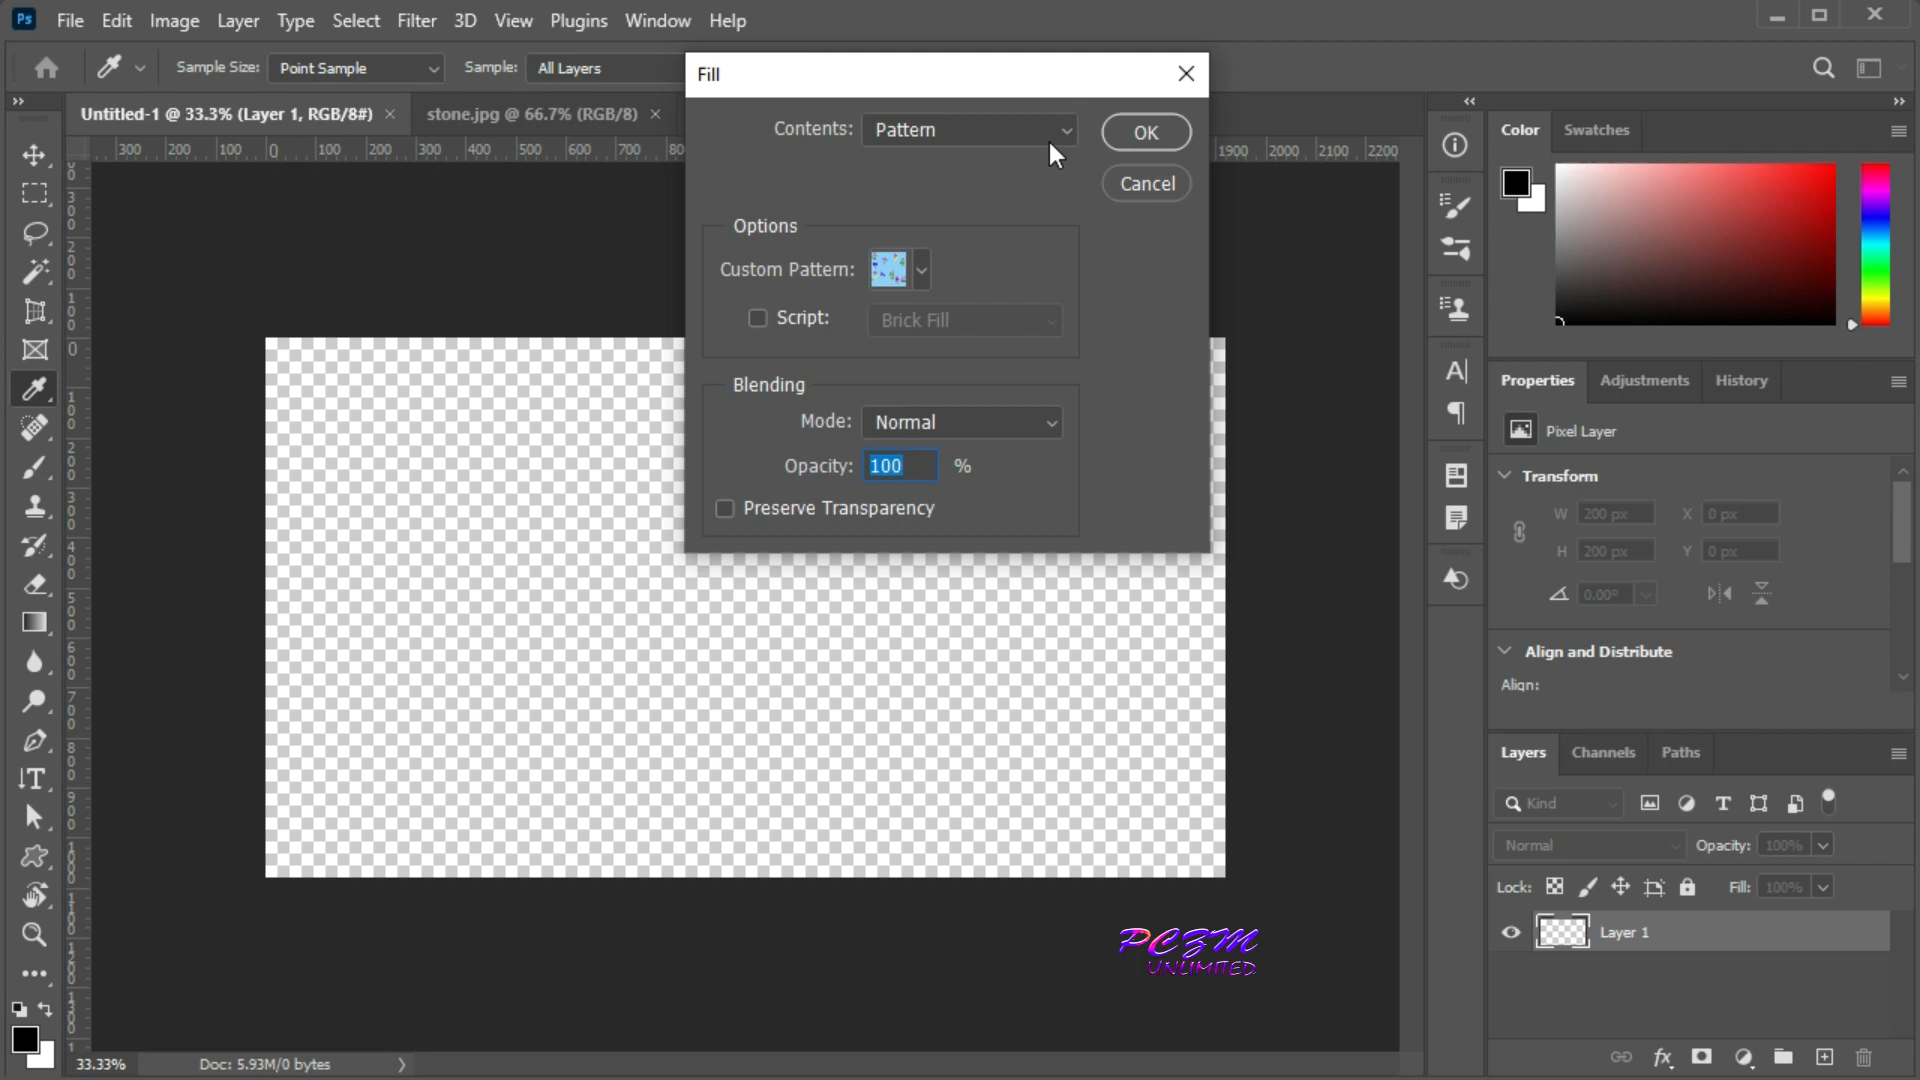 Ps File Edit Image Layer Type Select Filter 3D View Plugins Window Help
Sample Size: Point Sample Sample: All Layers
Untitled-1 @ 33.3% (Layer 1, RGB/8#) stone.jpg @ 66.7% (RGB/8)
300 200 100 0 100 200 300 400 500 600 700 80 1900 2000 2100 2200
Fill
Contents: Pattern
OK
Cancel
Options
Custom Pattern:
Script: Brick Fill
Blending
Mode: Normal
Opacity: 100 %
Preserve Transparency
PCZM
UNLIMITED
33.33% Doc: 5.93M/0 bytes
Color Swatches
Properties Adjustments History
Pixel Layer
Transform
W 200 px X 0 px
H 200 px Y 0 px
0.00°
Align and Distribute
Align:
Layers Channels Paths
Kind
Normal Opacity: 100%
Lock: Fill: 100%
Layer 1
fx